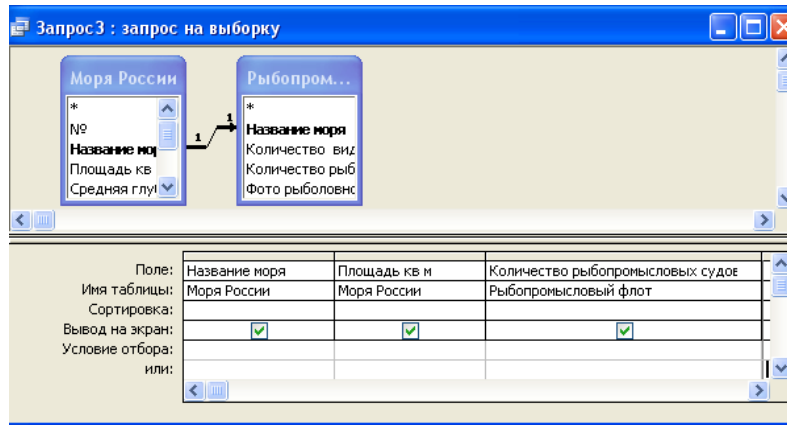 Запрос3 : запрос на выборку
Моря России
*
№
Название мор
Площадь кв
Средняя глу
1
1
Рыбопром...
*
Название моря
Количество вид
Количество рыб
Фото рыболовнс
Поле: Название моря Площадь кв м Количество рыбопромысловых судов
Имя таблицы: Моря России Моря России Рыбопромысловый флот
Сортировка:
Вывод на экран:
Условие отбора:
или: